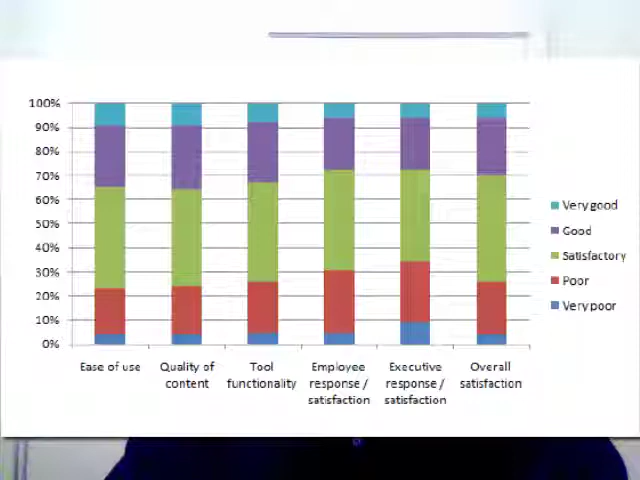 100%
90%
80%
70%
60%
50%
40%
30%
20%
10%
0%
Ease of use
Quality of
content
Tool
functionality
Employee
response /
satisfaction
Executive
response /
satisfaction
Overall
satisfaction
Very good
Good
Satisfactory
Poor
Very poor